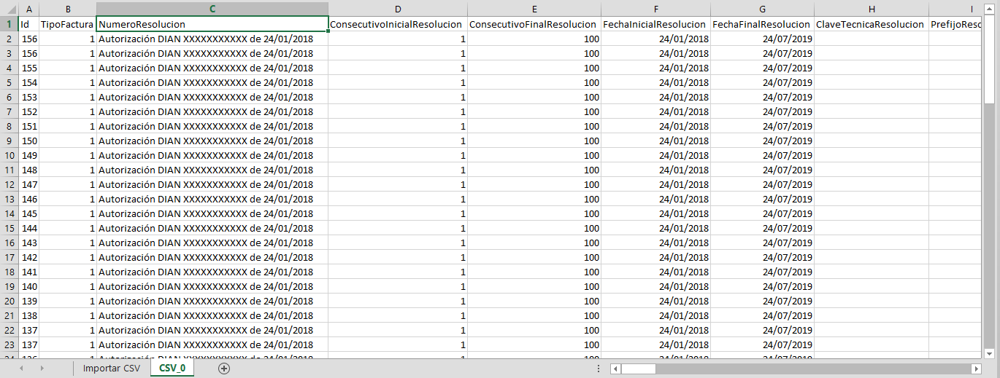 A B C D E F G H I
1 Id TipoFactura NumeroResolucion ConsecutivoInicialResolucion ConsecutivoFinalResolucion FechaInicialResolucion FechaFinalResolucion ClaveTecnicaResolucion PrefijoReso
2 156 1 Autorización DIAN XXXXXXXXXXX de 24/01/2018 1 100 24/01/2018 24/07/2019
3 156 1 Autorización DIAN XXXXXXXXXXX de 24/01/2018 1 100 24/01/2018 24/07/2019
4 155 1 Autorización DIAN XXXXXXXXXXX de 24/01/2018 1 100 24/01/2018 24/07/2019
5 154 1 Autorización DIAN XXXXXXXXXXX de 24/01/2018 1 100 24/01/2018 24/07/2019
6 153 1 Autorización DIAN XXXXXXXXXXX de 24/01/2018 1 100 24/01/2018 24/07/2019
7 152 1 Autorización DIAN XXXXXXXXXXX de 24/01/2018 1 100 24/01/2018 24/07/2019
8 151 1 Autorización DIAN XXXXXXXXXXX de 24/01/2018 1 100 24/01/2018 24/07/2019
9 150 1 Autorización DIAN XXXXXXXXXXX de 24/01/2018 1 100 24/01/2018 24/07/2019
10 149 1 Autorización DIAN XXXXXXXXXXX de 24/01/2018 1 100 24/01/2018 24/07/2019
11 148 1 Autorización DIAN XXXXXXXXXXX de 24/01/2018 1 100 24/01/2018 24/07/2019
12 147 1 Autorización DIAN XXXXXXXXXXX de 24/01/2018 1 100 24/01/2018 24/07/2019
13 146 1 Autorización DIAN XXXXXXXXXXX de 24/01/2018 1 100 24/01/2018 24/07/2019
14 145 1 Autorización DIAN XXXXXXXXXXX de 24/01/2018 1 100 24/01/2018 24/07/2019
15 144 1 Autorización DIAN XXXXXXXXXXX de 24/01/2018 1 100 24/01/2018 24/07/2019
16 143 1 Autorización DIAN XXXXXXXXXXX de 24/01/2018 1 100 24/01/2018 24/07/2019
17 142 1 Autorización DIAN XXXXXXXXXXX de 24/01/2018 1 100 24/01/2018 24/07/2019
18 141 1 Autorización DIAN XXXXXXXXXXX de 24/01/2018 1 100 24/01/2018 24/07/2019
19 140 1 Autorización DIAN XXXXXXXXXXX de 24/01/2018 1 100 24/01/2018 24/07/2019
20 139 1 Autorización DIAN XXXXXXXXXXX de 24/01/2018 1 100 24/01/2018 24/07/2019
21 138 1 Autorización DIAN XXXXXXXXXXX de 24/01/2018 1 100 24/01/2018 24/07/2019
22 137 1 Autorización DIAN XXXXXXXXXXX de 24/01/2018 1 100 24/01/2018 24/07/2019
23 137 1 Autorización DIAN XXXXXXXXXXX de 24/01/2018 1 100 24/01/2018 24/07/2019
Importar CSV CSV_0